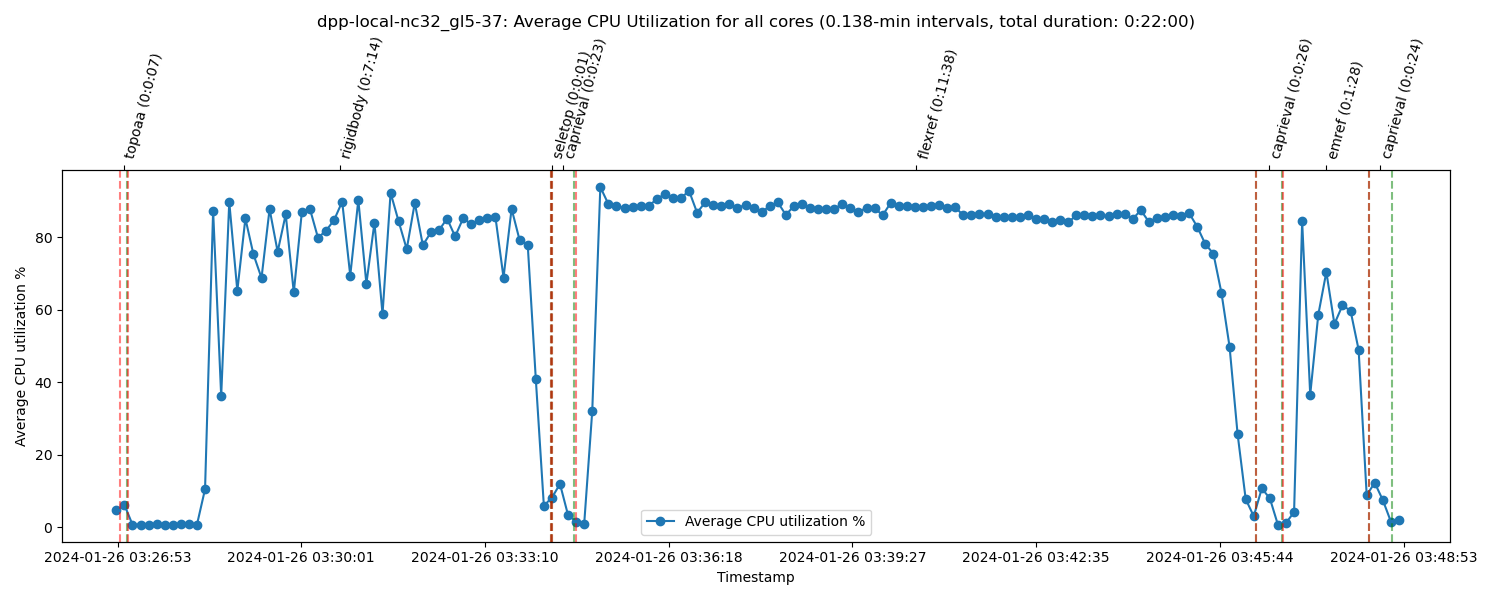 dpp-local-nc32_gl5-37: Average CPU Utilization for all cores (0.138-min intervals, total duration: 0:22:00)
topoaa (0:0:07)
rigidbody (0:7:14)
seletop (0:0:01)
caprieval (0:0:23)
flexref (0:11:38)
caprieval (0:0:26)
emref (0:1:28)
caprieval (0:0:24)
Average CPU utilization %
80
60
40
20
0
Average CPU utilization %
2024-01-26 03:26:53
2024-01-26 03:30:01
2024-01-26 03:33:10
2024-01-26 03:36:18
2024-01-26 03:39:27
2024-01-26 03:42:35
2024-01-26 03:45:44
2024-01-26 03:48:53
Timestamp